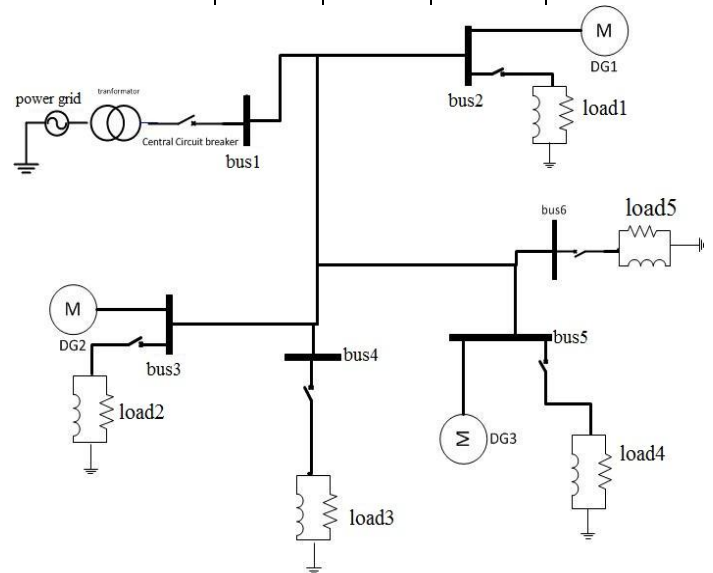 M
DG1
bus2
load1
tranformator
power grid
Central Circuit breaker
bus1
bus6
load5
M
DG2
bus3
load2
bus4
bus5
M
DG3
load4
load3